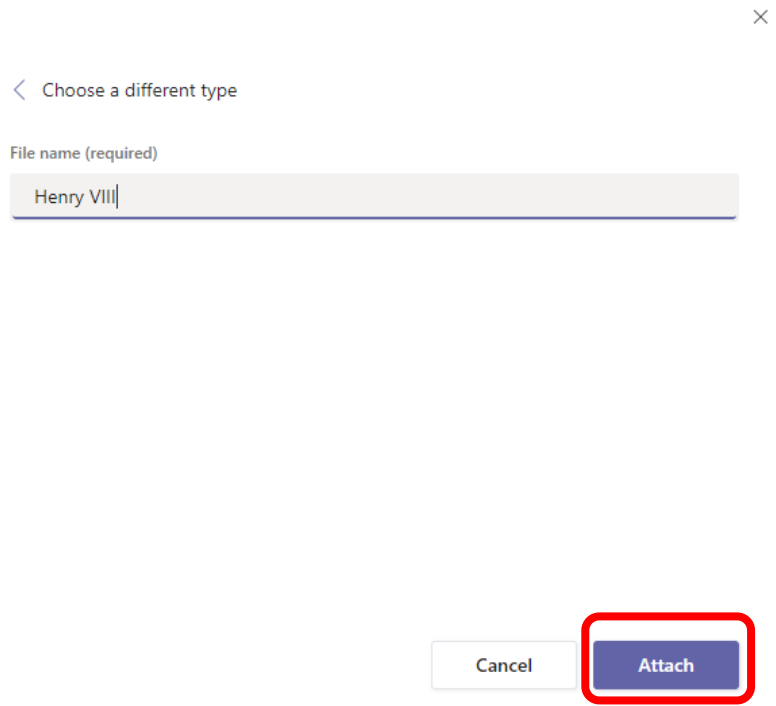 Choose a different type
File name (required)
Henry VIII
Cancel
Attach